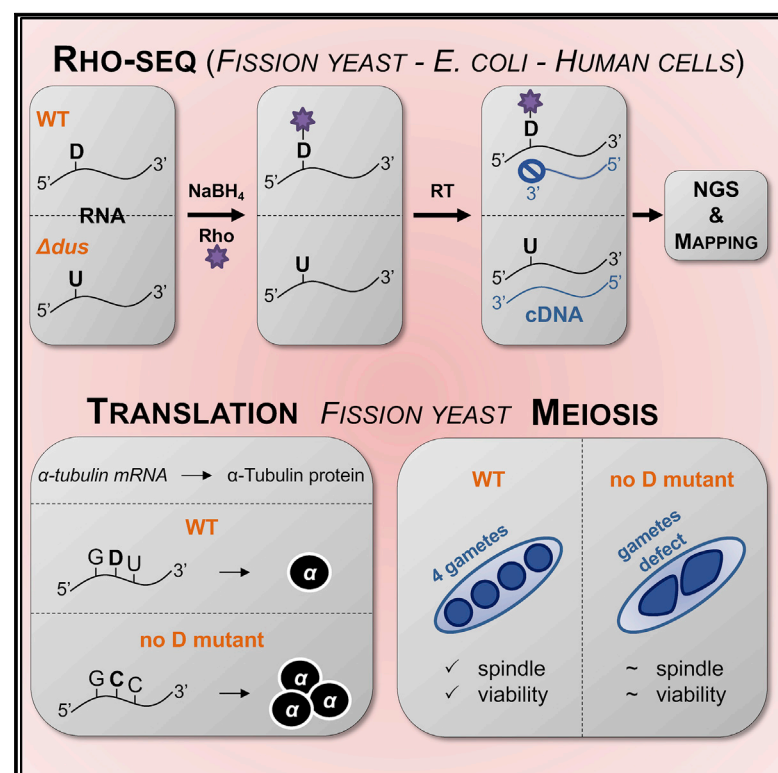 RHO-SEQ (FISSION YEAST - E. COLI - HUMAN CELLS)
WT
D
5’ 3’
RNA
Δdus
U
5’ 3’
NaBH4
Rho
D
5’ 3’
U
5’ 3’
RT
D
5’ 3’
5’
3’
U
5’ 3’
3’ 5’
cDNA
NGS
&
MAPPING
TRANSLATION FISSION YEAST MEIOSIS
α-tubulin mRNA → α-Tubulin protein
WT
G D U
5’ 3’ → α
no D mutant
G C C
5’ 3’ → α α α
WT
4 gametes
✓ spindle
✓ viability
no D mutant
gametes
defect
~ spindle
~ viability